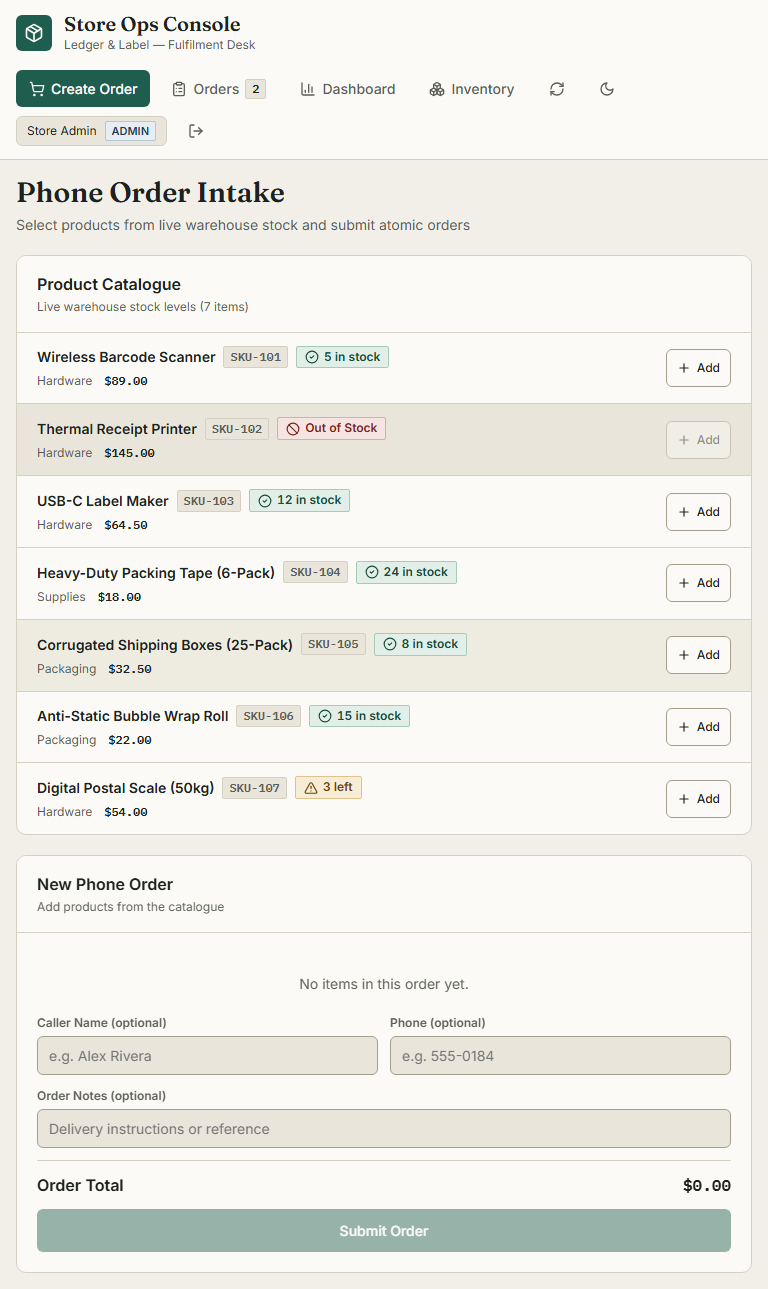 Store Ops Console
Ledger & Label — Fulfilment Desk
Create Order
Orders 2
Dashboard
Inventory
Store Admin ADMIN
Phone Order Intake
Select products from live warehouse stock and submit atomic orders
Product Catalogue
Live warehouse stock levels (7 items)
Wireless Barcode Scanner SKU-101 5 in stock
Hardware $89.00
Add
Thermal Receipt Printer SKU-102 Out of Stock
Hardware $145.00
Add
USB-C Label Maker SKU-103 12 in stock
Hardware $64.50
Add
Heavy-Duty Packing Tape (6-Pack) SKU-104 24 in stock
Supplies $18.00
Add
Corrugated Shipping Boxes (25-Pack) SKU-105 8 in stock
Packaging $32.50
Add
Anti-Static Bubble Wrap Roll SKU-106 15 in stock
Packaging $22.00
Add
Digital Postal Scale (50kg) SKU-107 3 left
Hardware $54.00
Add
New Phone Order
Add products from the catalogue
No items in this order yet.
Caller Name (optional)
e.g. Alex Rivera
Phone (optional)
e.g. 555-0184
Order Notes (optional)
Delivery instructions or reference
Order Total $0.00
Submit Order